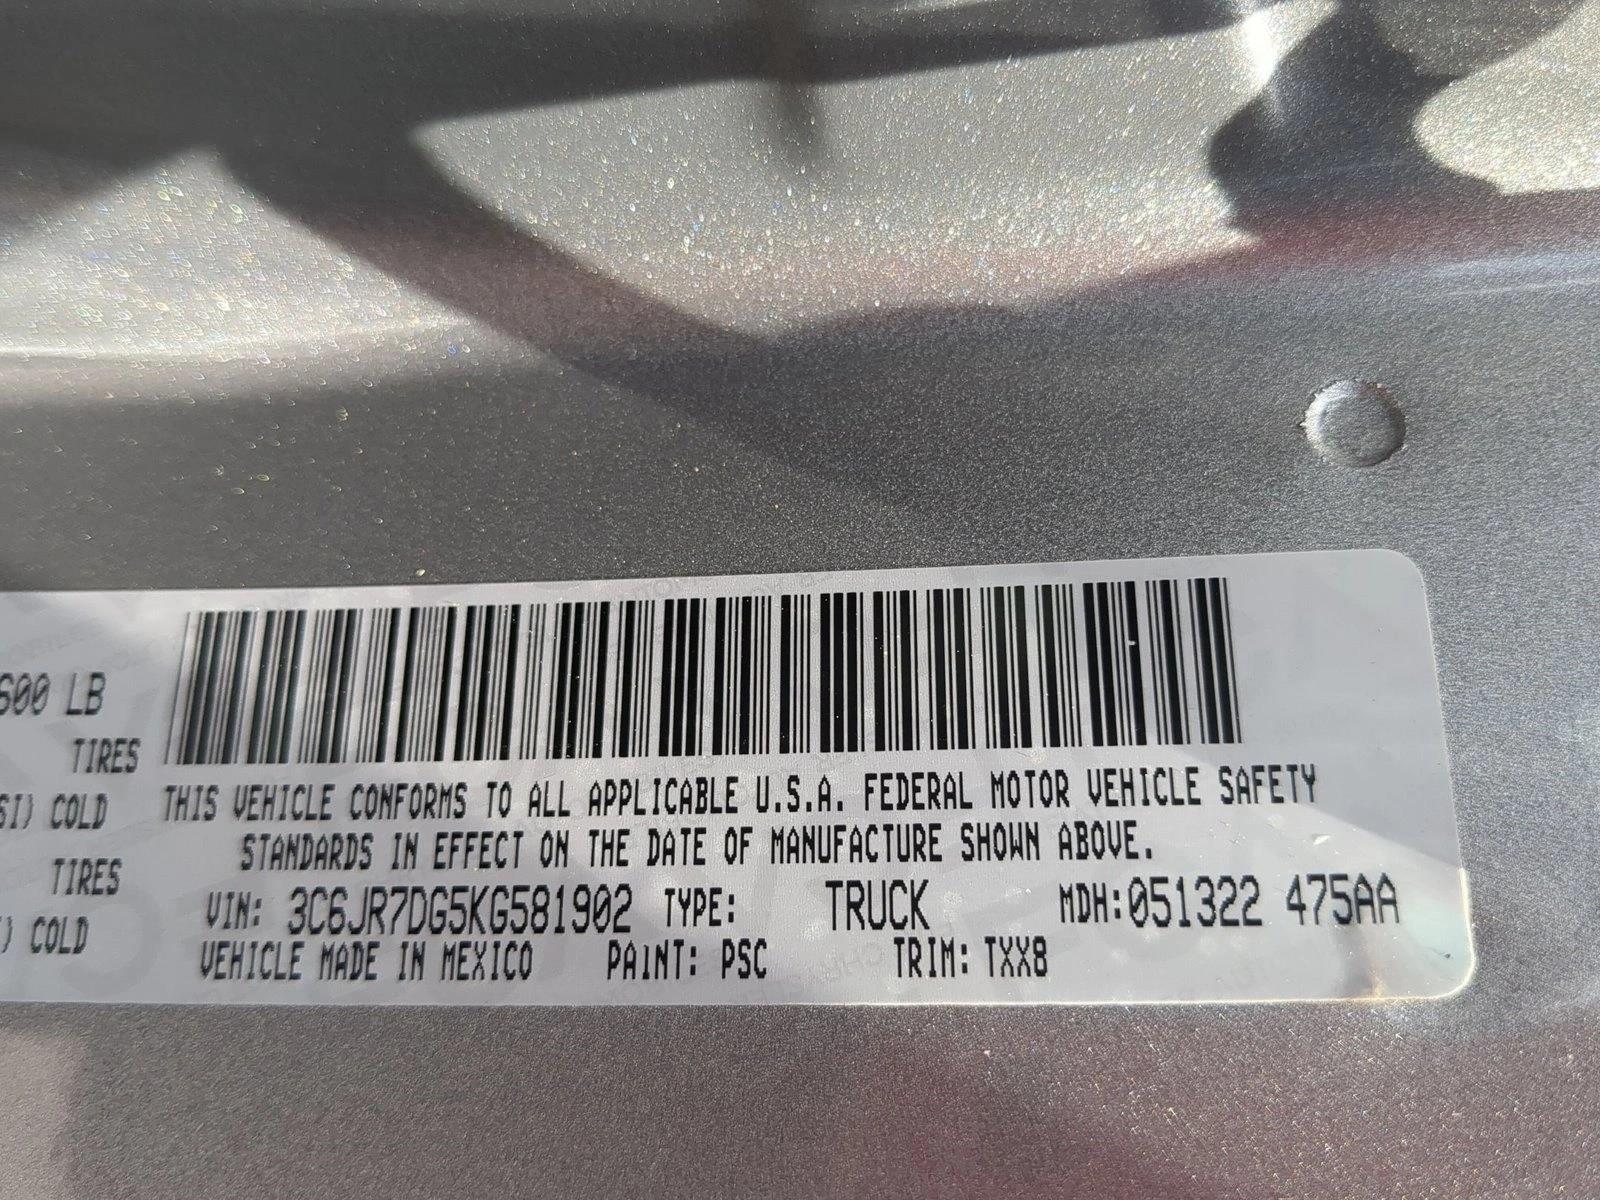 600 LB
TIRES
SI) COLD
TIRES
) COLD
THIS VEHICLE CONFORMS TO ALL APPLICABLE U.S.A. FEDERAL MOTOR VEHICLE SAFETY
STANDARDS IN EFFECT ON THE DATE OF MANUFACTURE SHOWN ABOVE.
VIN: 3C6JR7DG5KG581902 TYPE: TRUCK MDH:051322 475AA
VEHICLE MADE IN MEXICO PAINT: PSC TRIM: TXX8